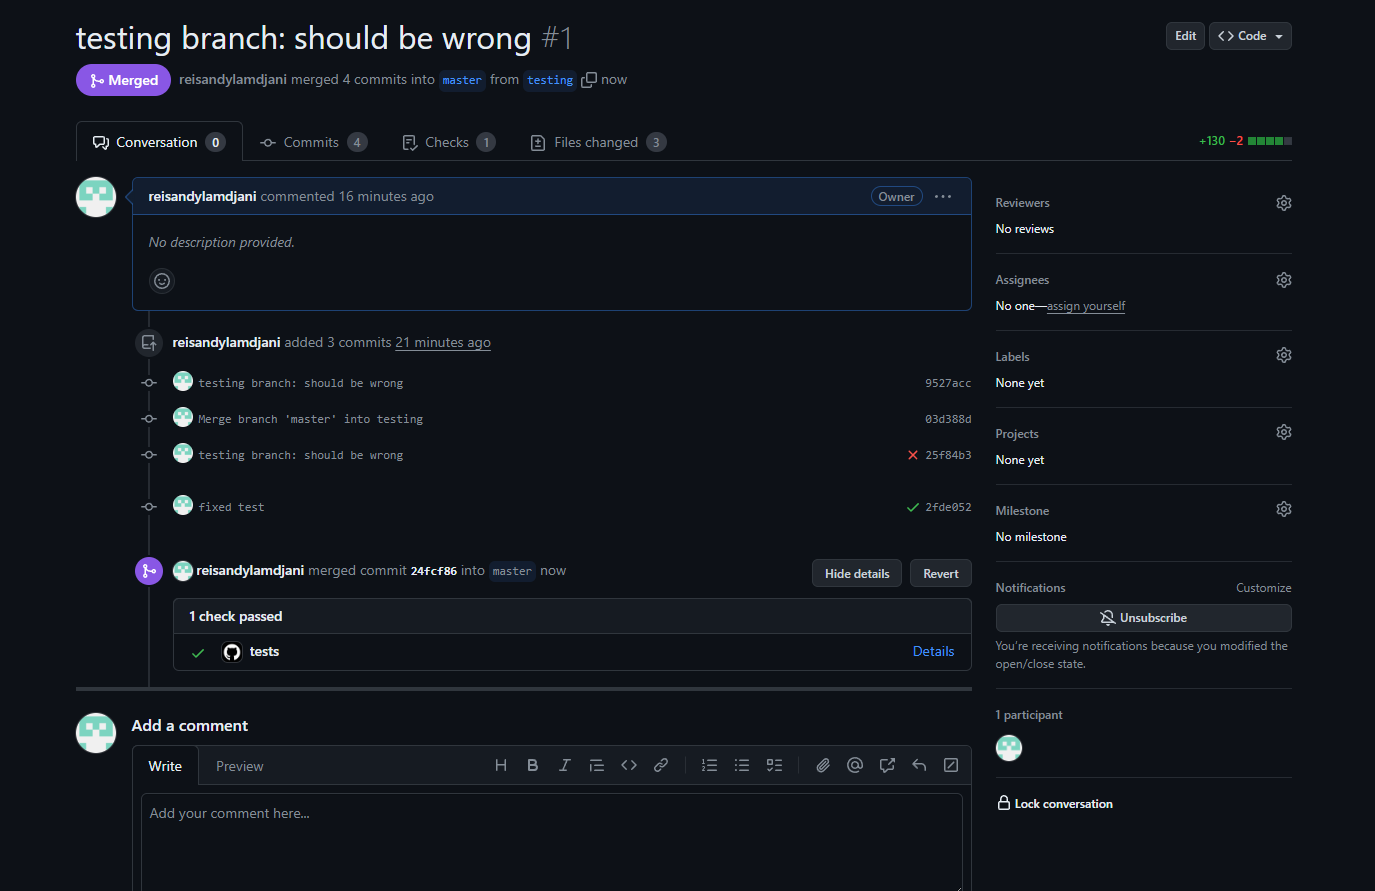 testing branch: should be wrong #1
Edit
Code
Merged
reisandylamdjani merged 4 commits into master from testing now
Conversation 0
Commits 4
Checks 1
Files changed 3
+130 −2
reisandylamdjani commented 16 minutes ago
Owner
No description provided.
reisandylamdjani added 3 commits 21 minutes ago
testing branch: should be wrong 9527acc
Merge branch 'master' into testing 03d388d
testing branch: should be wrong 25f84b3
fixed test 2fde052
reisandylamdjani merged commit 24fcf86 into master now
Hide details
Revert
1 check passed
tests
Details
Add a comment
Write
Preview
Add your comment here...
Reviewers
No reviews
Assignees
No one—assign yourself
Labels
None yet
Projects
None yet
Milestone
No milestone
Notifications
Customize
Unsubscribe
You're receiving notifications because you modified the
open/close state.
1 participant
Lock conversation